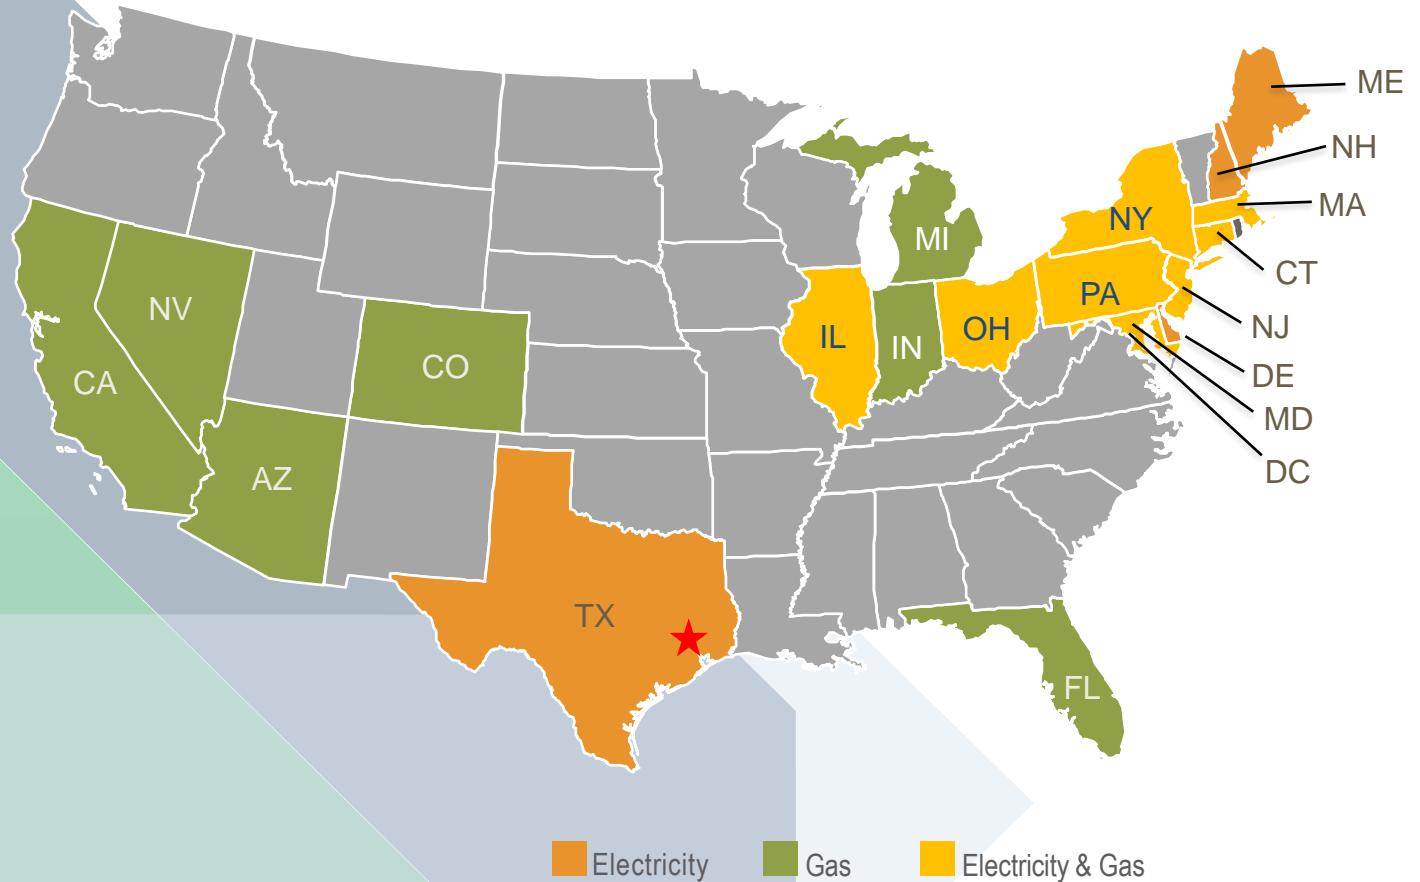 ME
NH
MA
NY
MI
CT
PA
NV
NJ
OH
IL
IN
CO
DE
CA
MD
DC
AZ
TX
FL
Electricity
Gas
Electricity & Gas